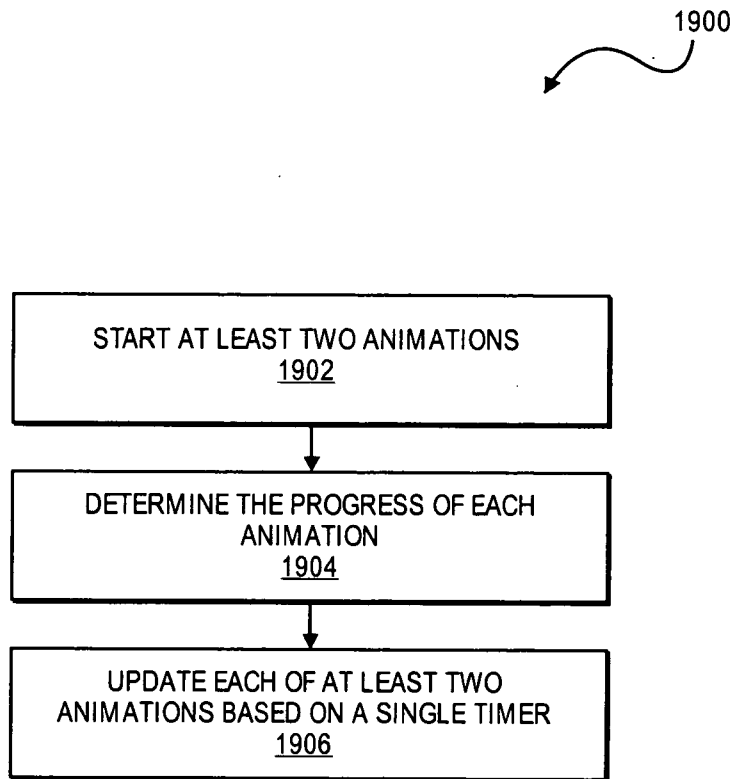 1900
START AT LEAST TWO ANIMATIONS
1902
DETERMINE THE PROGRESS OF EACH
ANIMATION
1904
UPDATE EACH OF AT LEAST TWO
ANIMATIONS BASED ON A SINGLE TIMER
1906